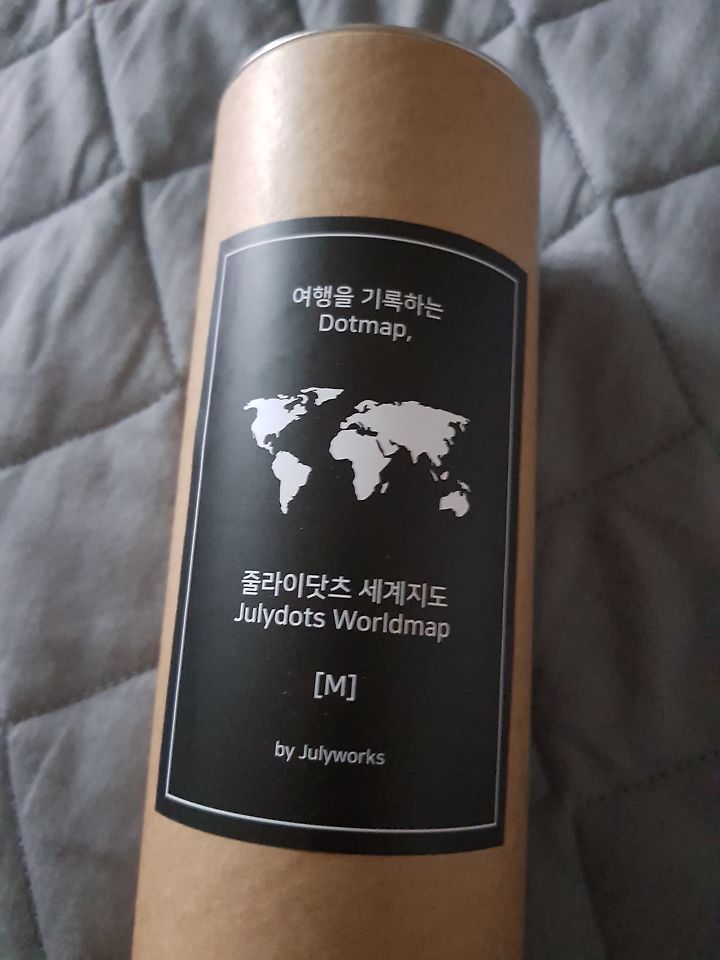 여행을 기록하는
Dotmap,
줄라이닷츠 세계지도
Julydots Worldmap
[M]
by Julyworks